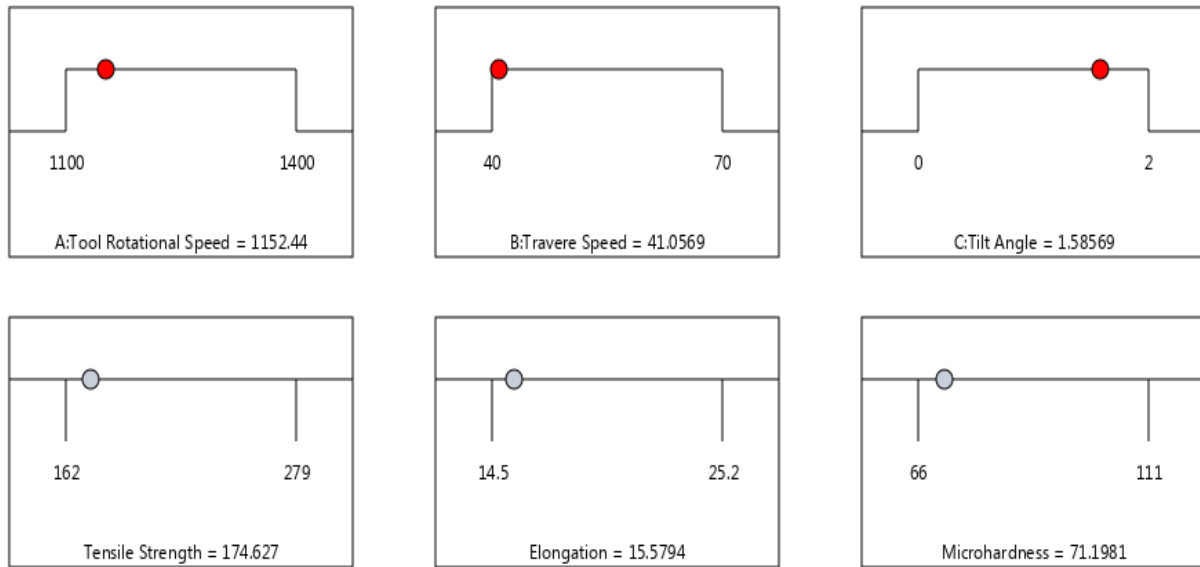 1100 1400
A:Tool Rotational Speed = 1152.44
40 70
B:Travere Speed = 41.0569
0 2
C:Tilt Angle = 1.58569
162 279
Tensile Strength = 174.627
14.5 25.2
Elongation = 15.5794
66 111
Microhardness = 71.1981